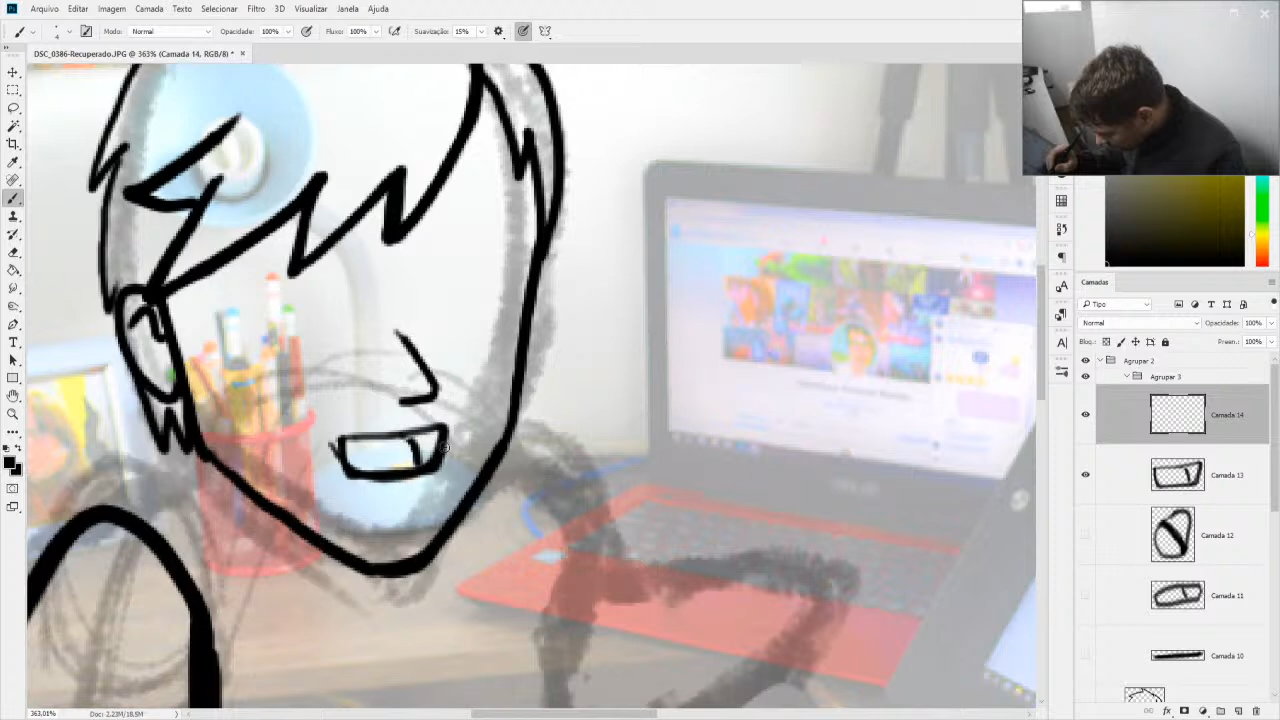 Ps Arquivo Editar Imagem Camada Texto Selecionar Filtro 3D Visualizar Janela Ajuda
4 Modo: Normal Opacidade: 100% Fluxo: 100% Suavização: 15%
DSC_0386-Recuperado.JPG @ 363% (Camada 14, RGB/8) * ×
Camadas
Tipo
Normal Opacidade: 100%
Bloq.: Preen.: 100%
Agrupar 2
Agrupar 3
Camada 14
Camada 13
Camada 12
Camada 11
Camada 10
363,01% Doc: 2,23M/18,5M